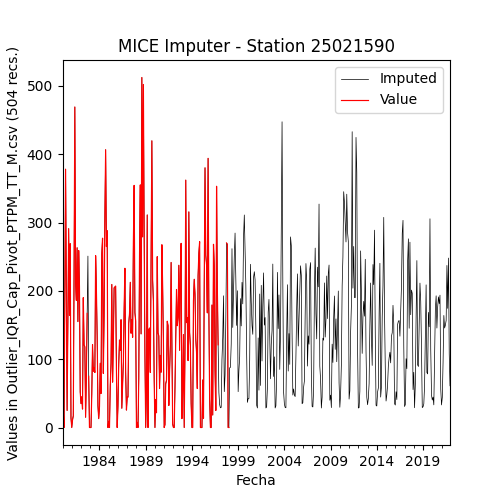 MICE Imputer - Station 25021590
Imputed
Value
Values in Outlier_IQR_Cap_Pivot_PTPM_TT_M.csv (504 recs.)
500
400
300
200
100
0
1984 1989 1994 1999 2004 2009 2014 2019
Fecha